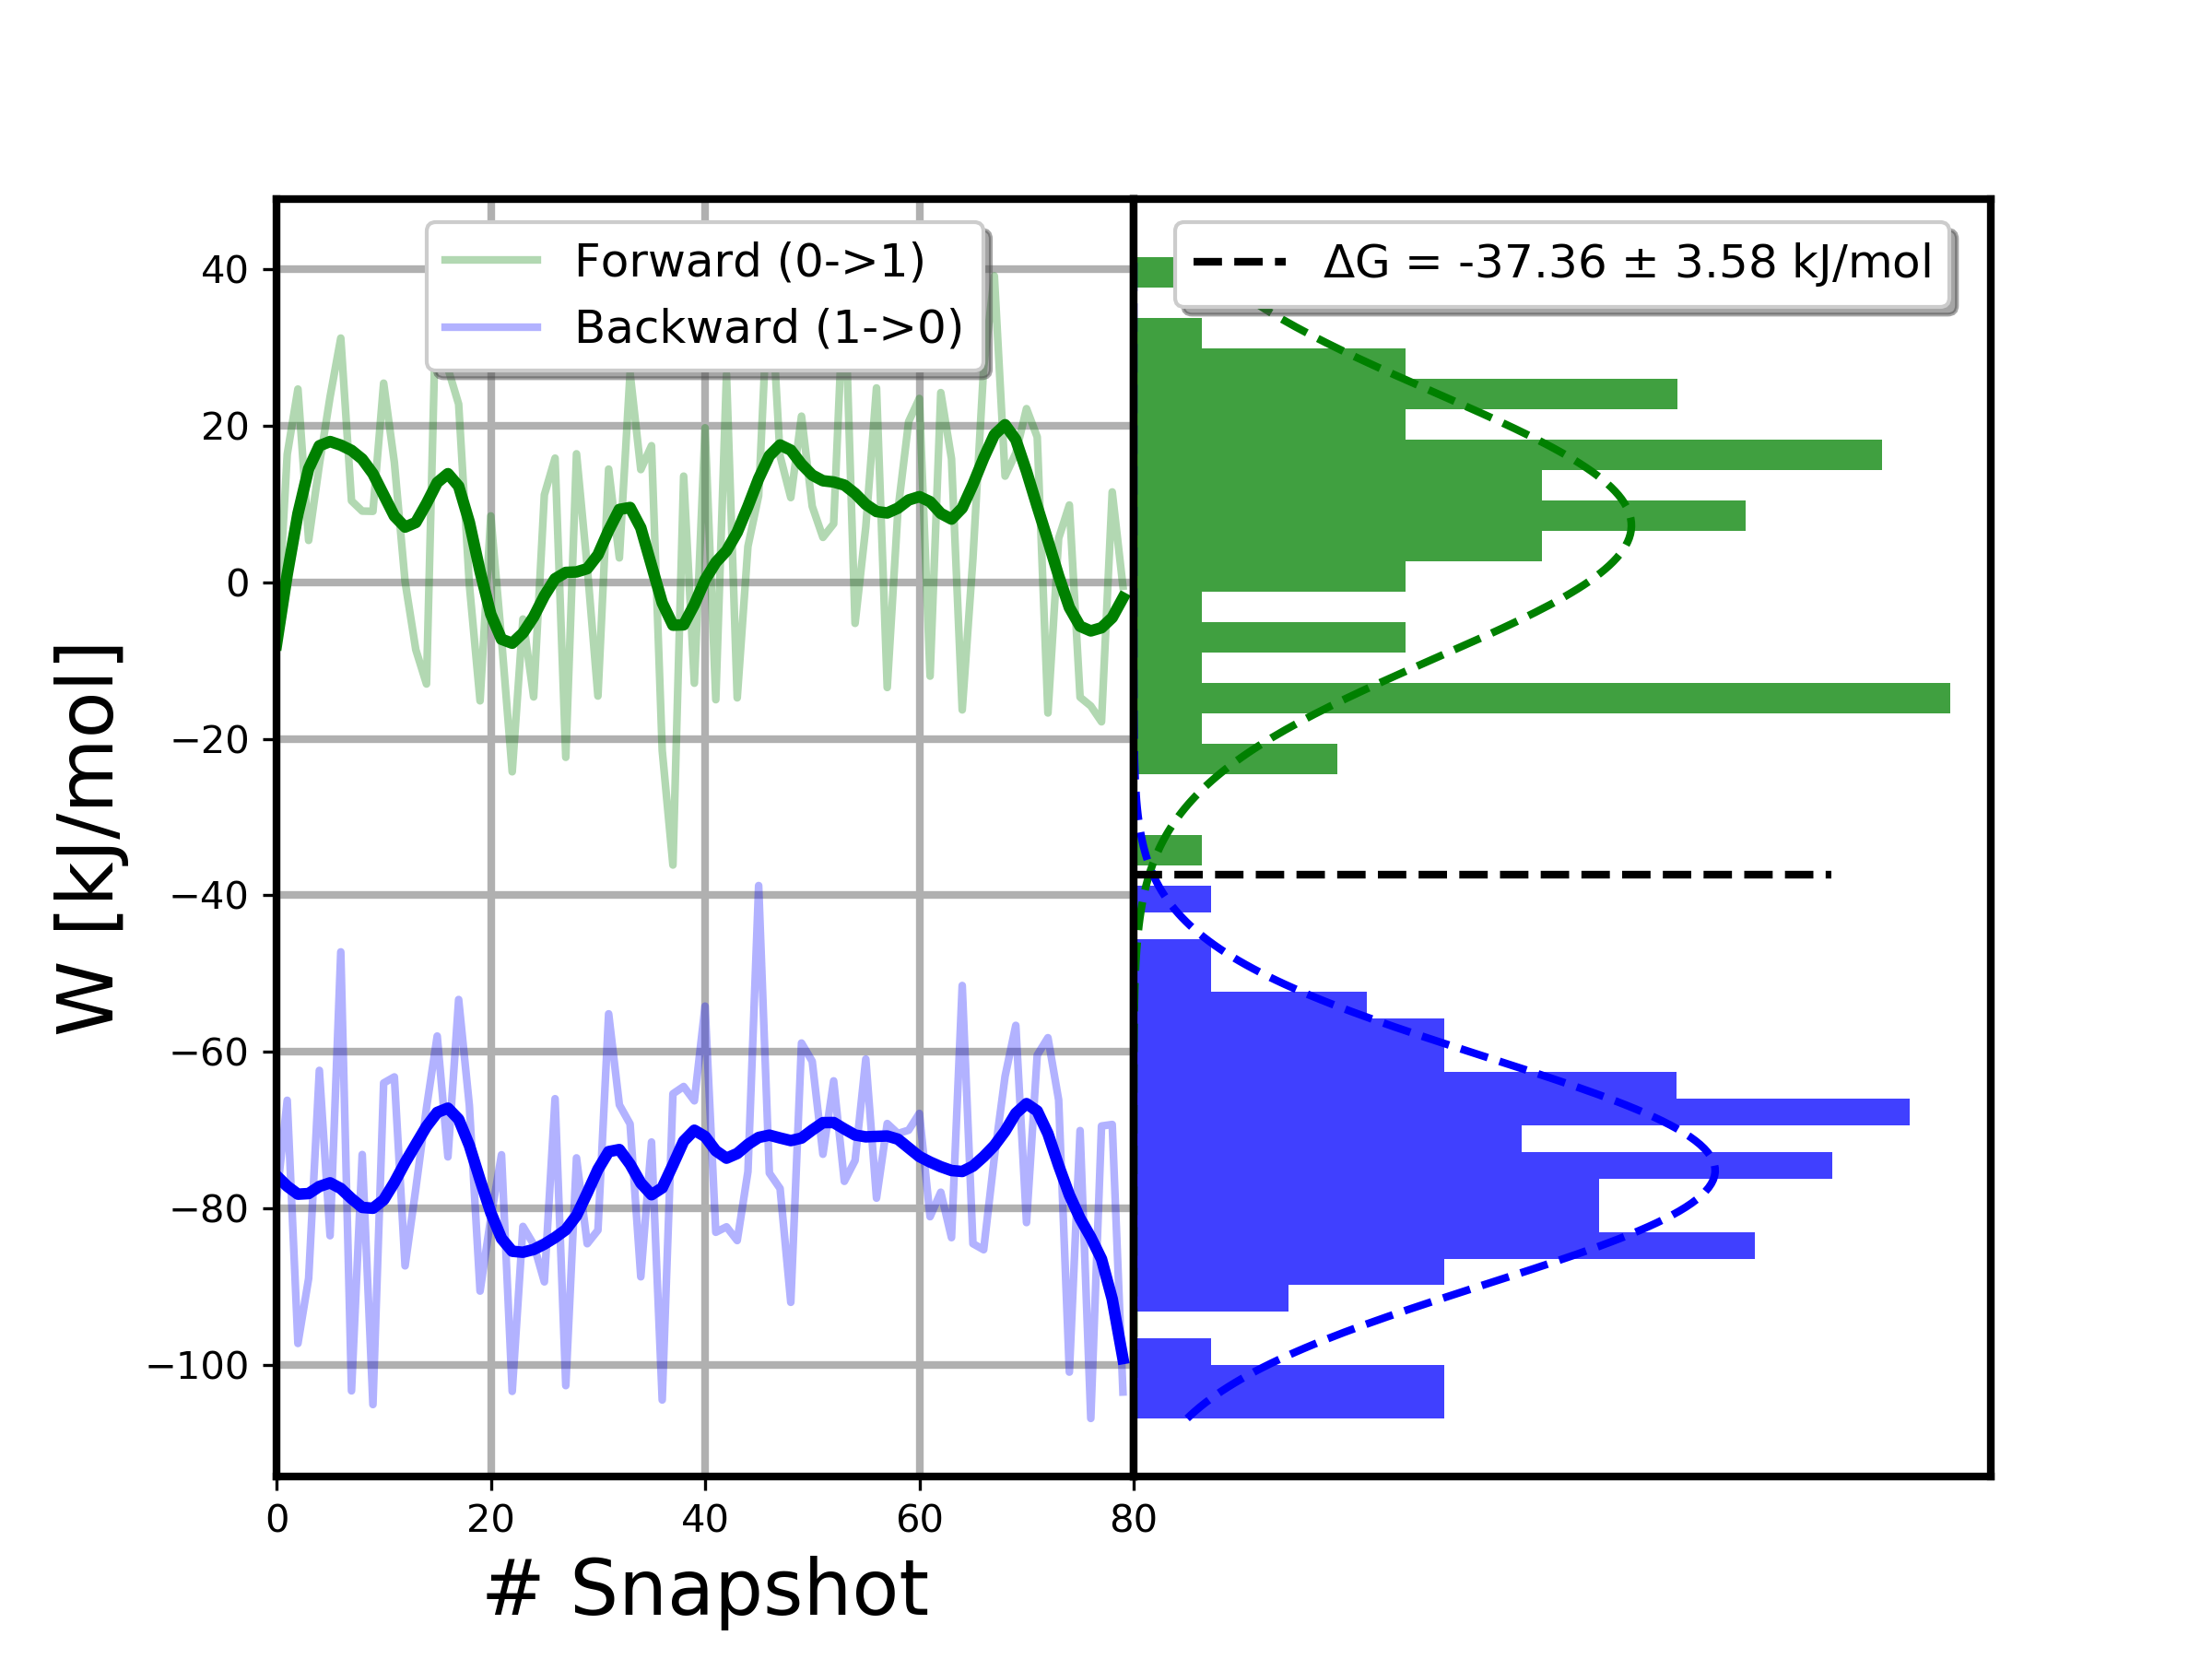 Forward (0->1)
Backward (1->0)
ΔG = -37.36 ± 3.58 kJ/mol
W [kJ/mol]
40
20
0
−20
−40
−60
−80
−100
0 20 40 60 80
# Snapshot